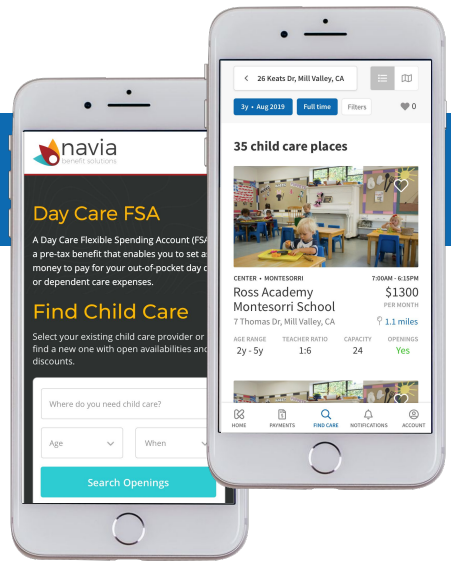 navia
benefit solutions
Day Care FSA
A Day Care Flexible Spending Account (FSA
a pre-tax benefit that enables you to set as
money to pay for your out-of-pocket day c
or dependent care expenses.
Find Child Care
Select your existing child care provider or
find a new one with open availabilities and
discounts.
Where do you need child care?
Age
When
Search Openings
26 Keats Dr, Mill Valley, CA
3y • Aug 2019
Full time
Filters
0
35 child care places
CENTER • MONTESSORI
7:00AM - 6:15PM
Ross Academy
Montesorri School
$1300
PER MONTH
7 Thomas Dr, Mill Valley, CA
1.1 miles
AGE RANGE
TEACHER RATIO
CAPACITY
OPENINGS
2y - 5y
1:6
24
Yes
HOME
PAYMENTS
FIND CARE
NOTIFICATIONS
ACCOUNT